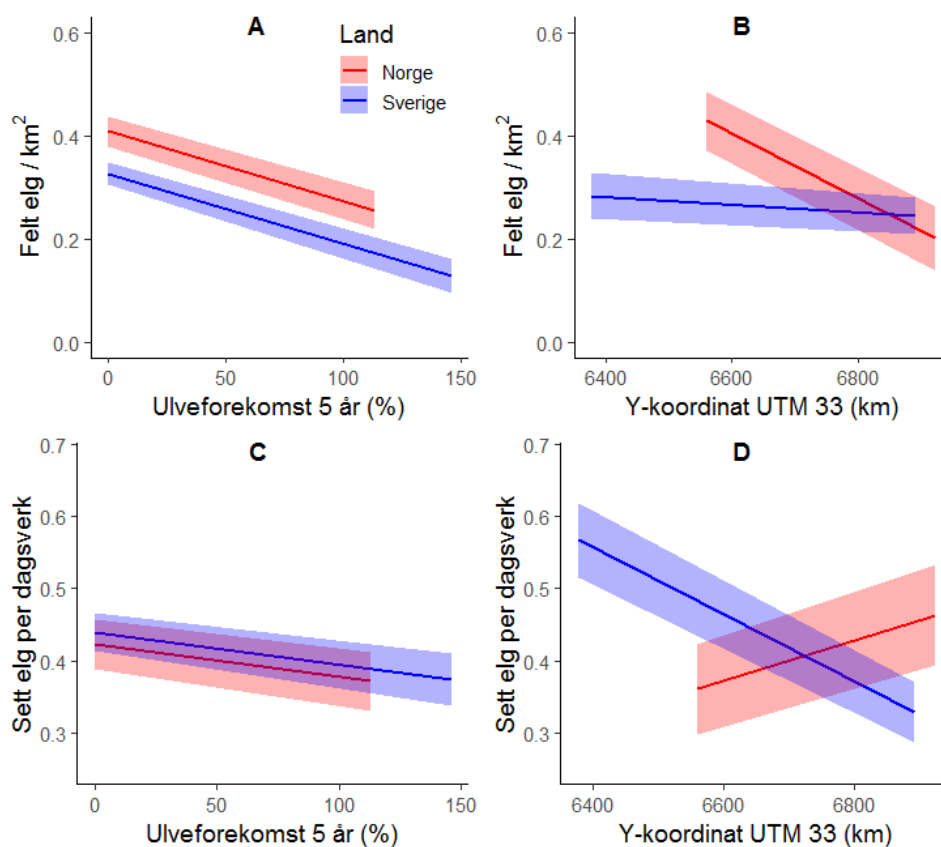 A
Land
Norge
Sverige
0.6
0.4
0.2
0.0
Felt elg / km²
0 50 100 150
Ulveforekomst 5 år (%)
B
0.6
0.4
0.2
0.0
Felt elg / km²
6400 6600 6800
Y-koordinat UTM 33 (km)
C
0.7
0.6
0.5
0.4
0.3
Sett elg per dagsverk
0 50 100 150
Ulveforekomst 5 år (%)
D
0.7
0.6
0.5
0.4
0.3
Sett elg per dagsverk
6400 6600 6800
Y-koordinat UTM 33 (km)